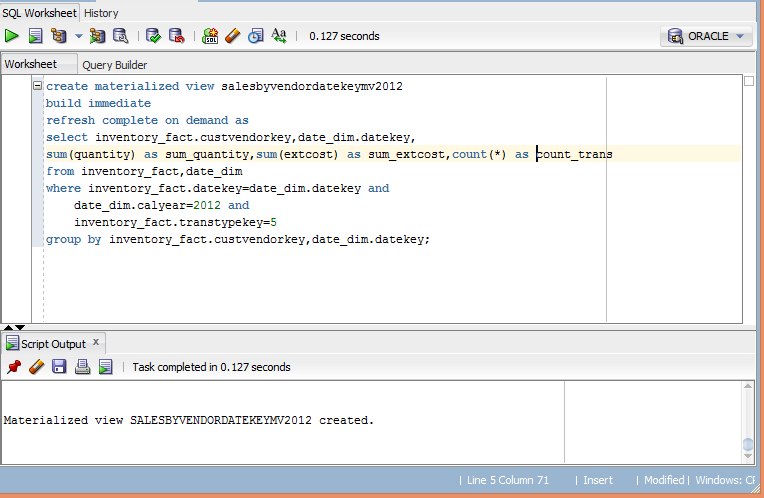 SQL Worksheet History
0.127 seconds
ORACLE
Worksheet Query Builder
create materialized view salesbyvendordatekeymv2012
build immediate
refresh complete on demand as
select inventory_fact.custvendorkey,date_dim.datekey,
sum(quantity) as sum_quantity,sum(extcost) as sum_extcost,count(*) as count_trans
from inventory_fact,date_dim
where inventory_fact.datekey=date_dim.datekey and
date_dim.calyear=2012 and
inventory_fact.transtypekey=5
group by inventory_fact.custvendorkey,date_dim.datekey;
Script Output x
Task completed in 0.127 seconds
Materialized view SALESBYVENDORDATEKEYMV2012 created.
Line 5 Column 71 | Insert | Modified | Windows: CF